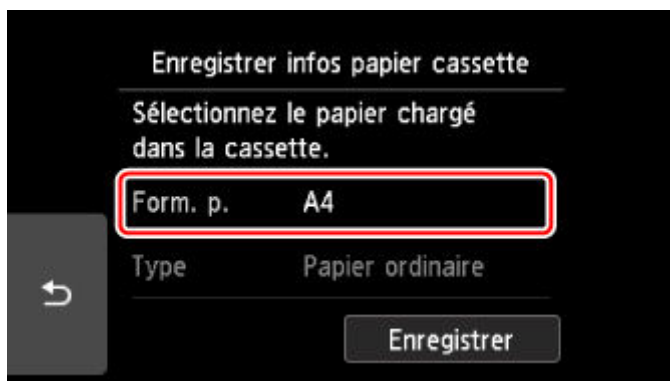 Enregistrer infos papier cassette
Sélectionnez le papier chargé
dans la cassette.
Form. p. A4
Type Papier ordinaire
Enregistrer